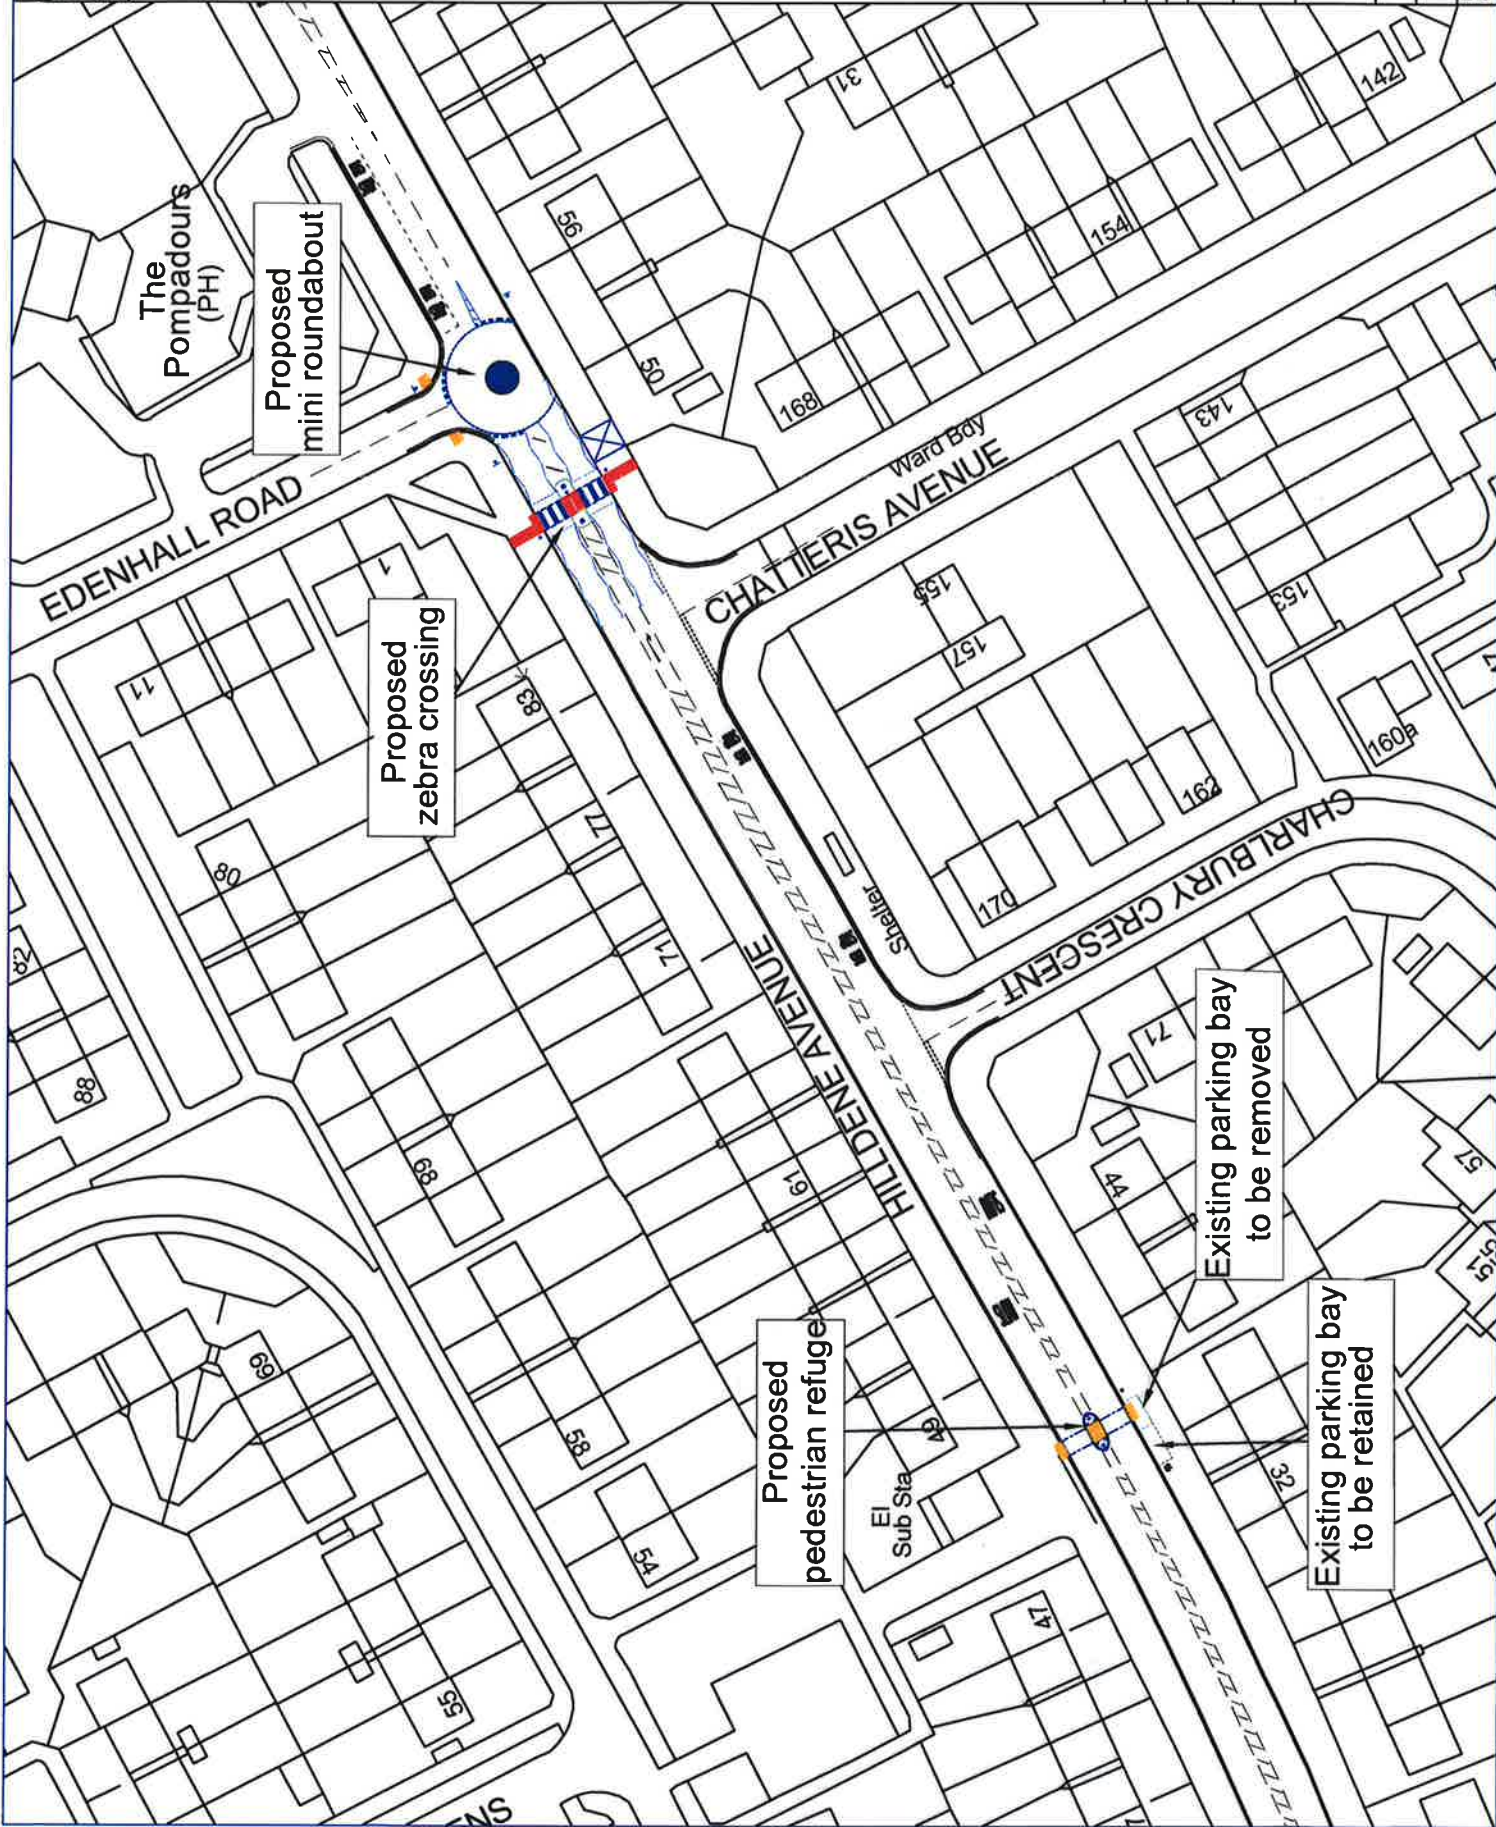 The
Pompadours
(PH)
Proposed
mini roundabout
EDENHALL ROAD
Proposed
zebra crossing
HILDENE AVENUE
CHATTERIS AVENUE
Ward Bdy
CHARLBURY CRESCENT
Shelter
Proposed
pedestrian refuge
El
Sub Sta
Existing parking bay
to be removed
Existing parking bay
to be retained
ENS
31
142
56
154
50
168
143
1
11
155
153
157
83
77
160a
162
80
170
71
82
88
71
89
44
61
57
51
69
58
49
32
54
47
55